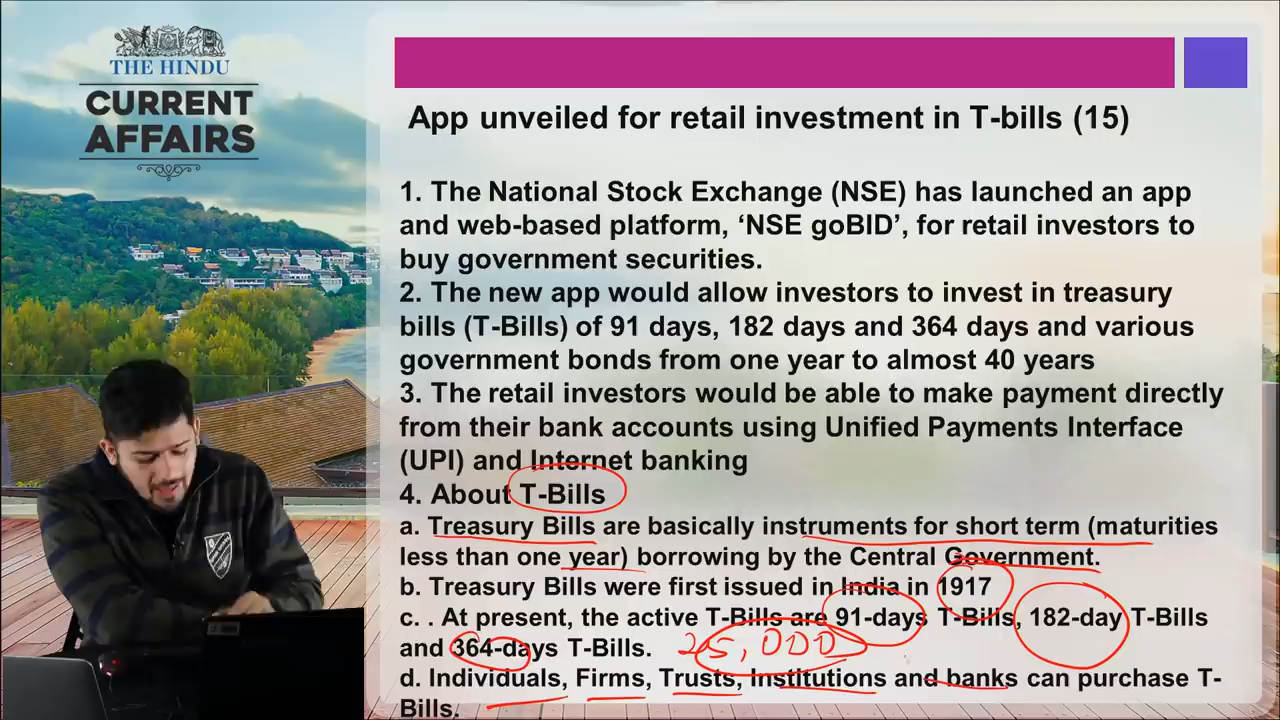 THE HINDU
CURRENT
AFFAIRS
App unveiled for retail investment in T-bills (15)
1. The National Stock Exchange (NSE) has launched an app
and web-based platform, ‘NSE goBID’, for retail investors to
buy government securities.
2. The new app would allow investors to invest in treasury
bills (T-Bills) of 91 days, 182 days and 364 days and various
government bonds from one year to almost 40 years
3. The retail investors would be able to make payment directly
from their bank accounts using Unified Payments Interface
(UPI) and Internet banking
4. About T-Bills
a. Treasury Bills are basically instruments for short term (maturities
less than one year) borrowing by the Central Government.
b. Treasury Bills were first issued in India in 1917
c. . At present, the active T-Bills are 91-days T-Bills, 182-day T-Bills
and 364-days T-Bills. 25,000
d. Individuals, Firms, Trusts, Institutions and banks can purchase T-
Bills.